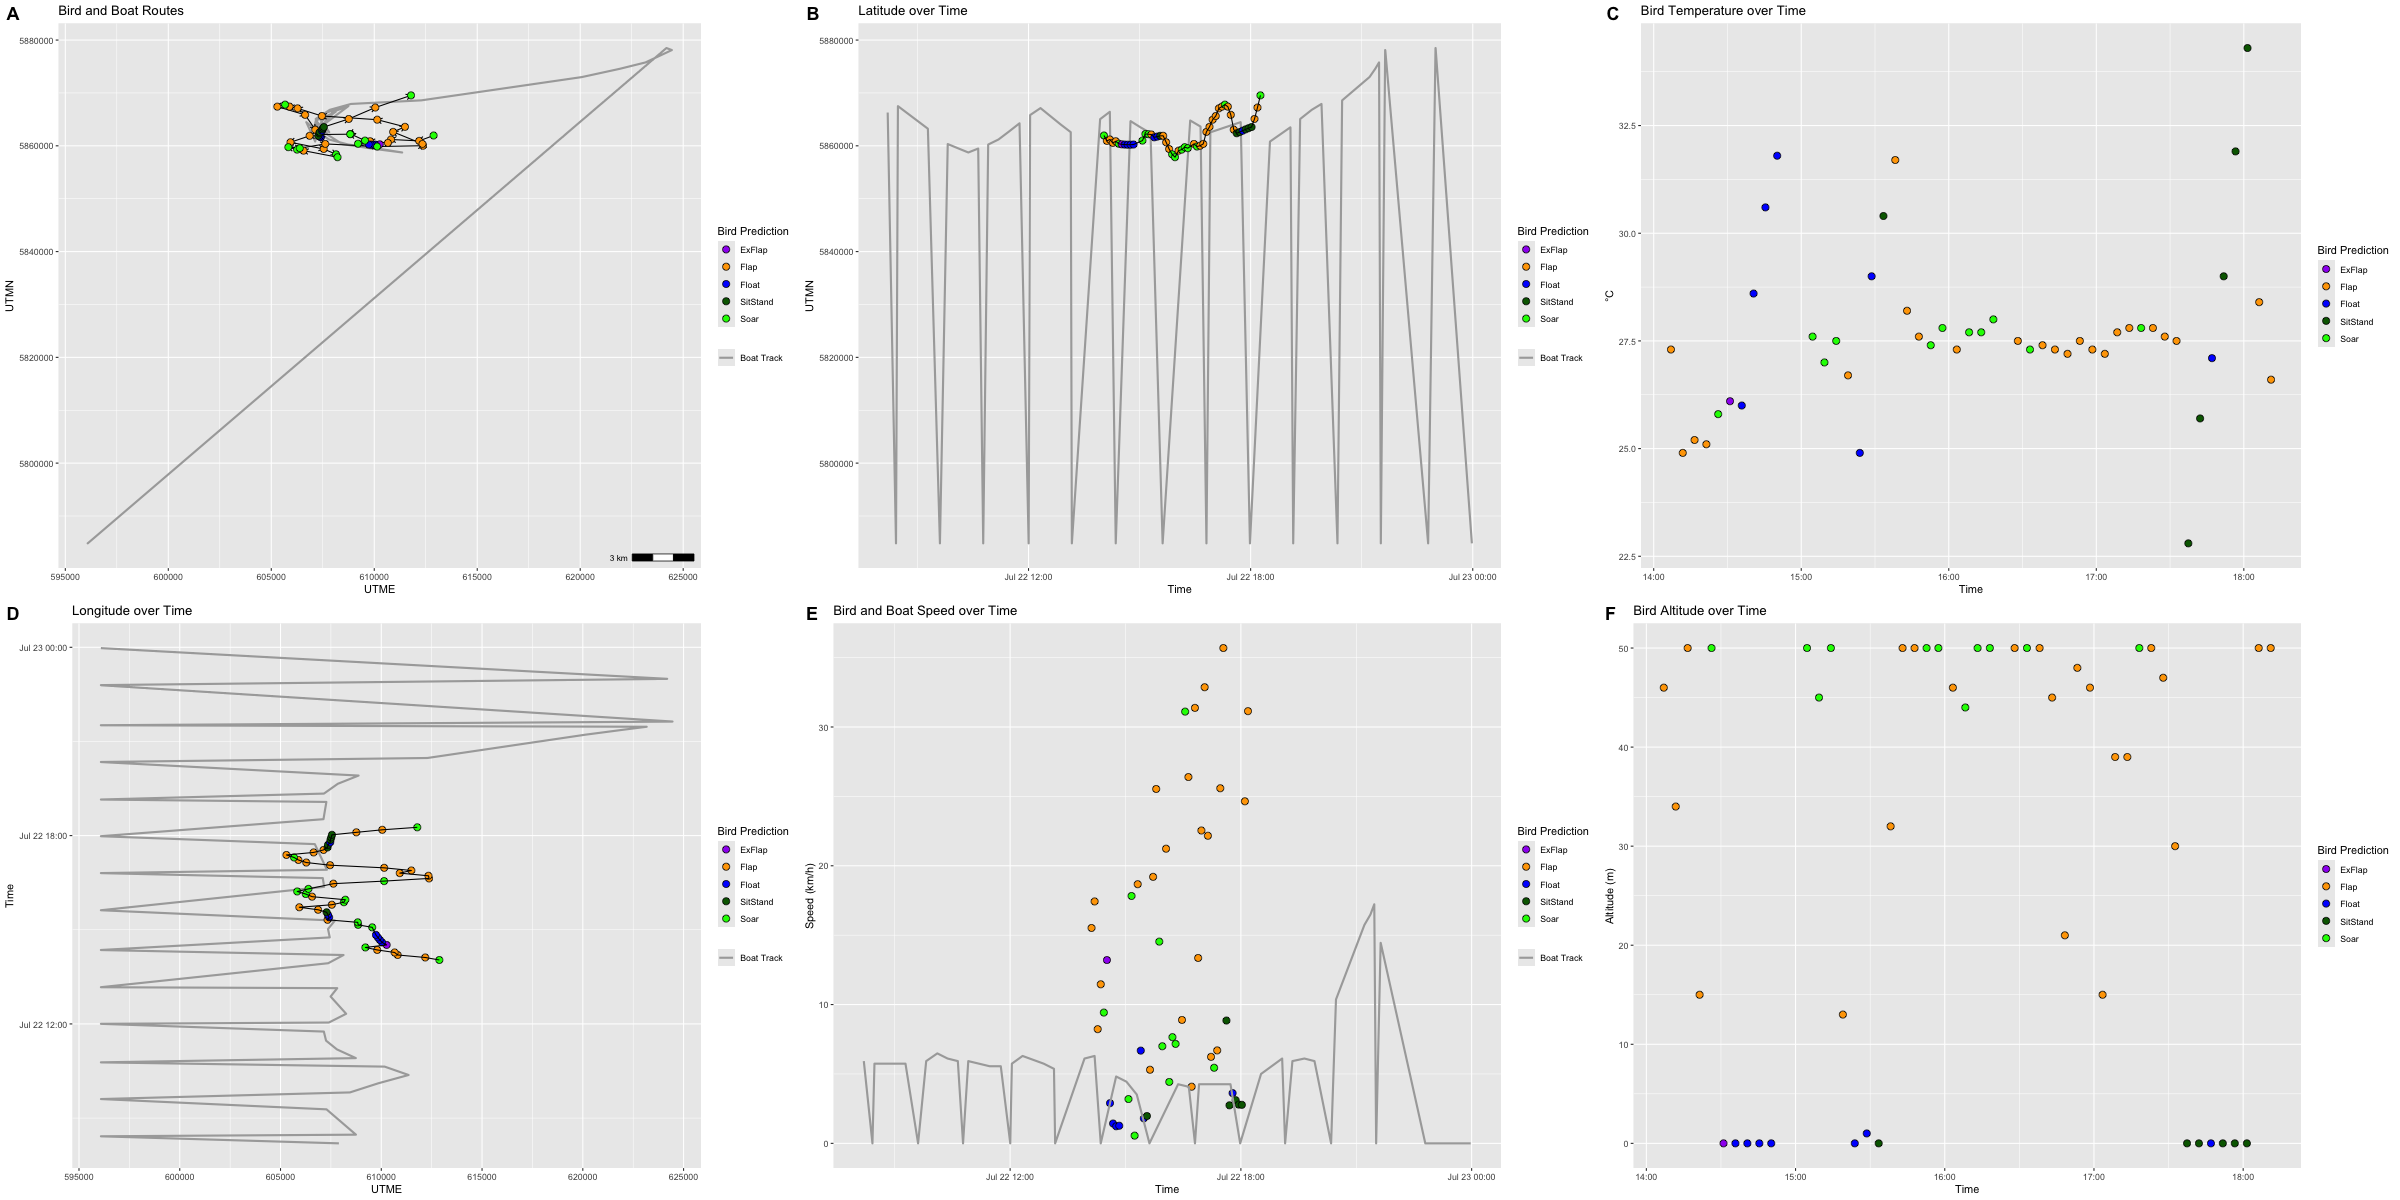 A
Bird and Boat Routes
UTMN
5880000
5860000
5840000
5820000
5800000
595000
600000
605000
610000
615000
620000
625000
UTME
3 km
Bird Prediction
ExFlap
Flap
Float
SitStand
Soar
Boat Track
B
Latitude over Time
UTMN
5880000
5860000
5840000
5820000
5800000
Jul 22 12:00
Jul 22 18:00
Jul 23 00:00
Time
Bird Prediction
ExFlap
Flap
Float
SitStand
Soar
Boat Track
C
Bird Temperature over Time
°C
32.5
30.0
27.5
25.0
22.5
14:00
15:00
16:00
17:00
18:00
Time
Bird Prediction
ExFlap
Flap
Float
SitStand
Soar
D
Longitude over Time
Time
Jul 23 00:00
Jul 22 18:00
Jul 22 12:00
595000
600000
605000
610000
615000
620000
625000
UTME
Bird Prediction
ExFlap
Flap
Float
SitStand
Soar
Boat Track
E
Bird and Boat Speed over Time
Speed (km/h)
30
20
10
0
Jul 22 12:00
Jul 22 18:00
Jul 23 00:00
Time
Bird Prediction
ExFlap
Flap
Float
SitStand
Soar
Boat Track
F
Bird Altitude over Time
Altitude (m)
50
40
30
20
10
0
14:00
15:00
16:00
17:00
18:00
Time
Bird Prediction
ExFlap
Flap
Float
SitStand
Soar